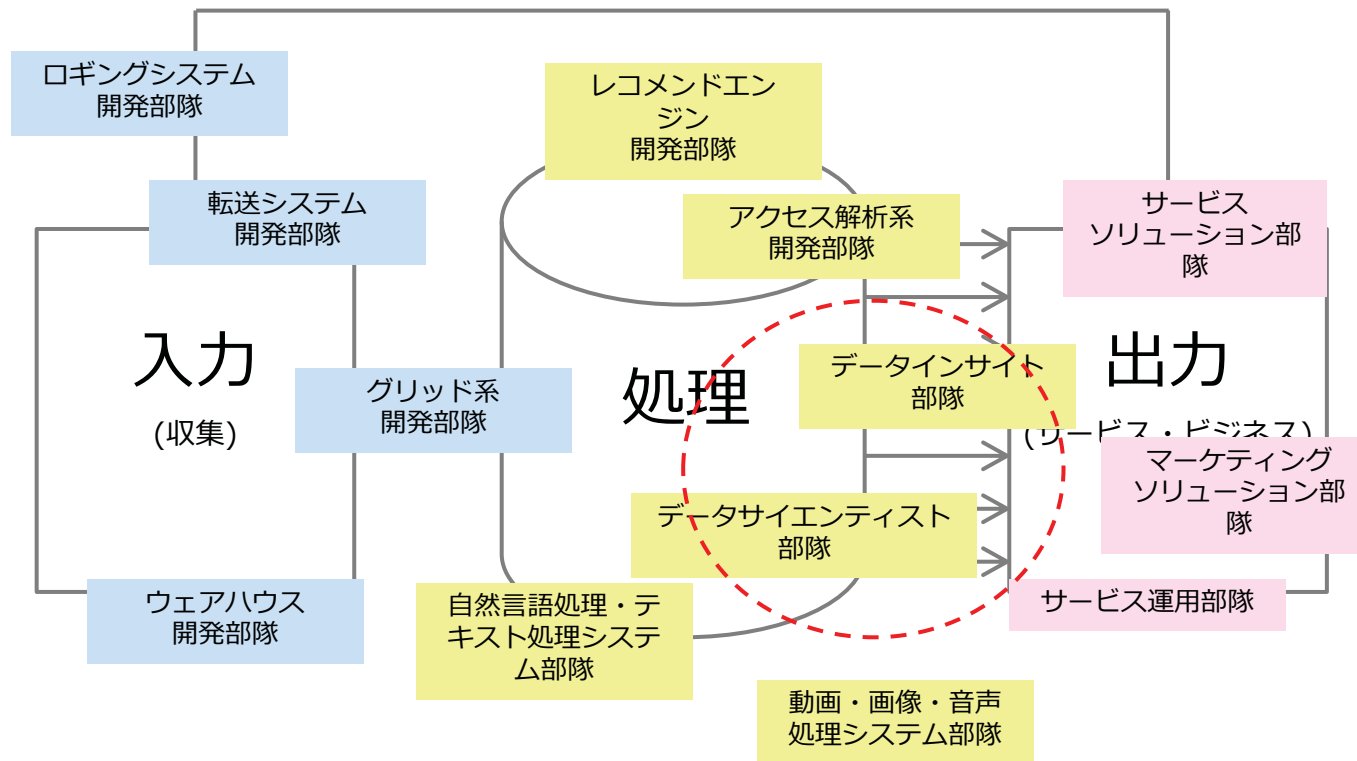 ロギングシステム
開発部隊
レコメンドエン
ジン
開発部隊
転送システム
開発部隊
アクセス解析系
開発部隊
サービス
ソリューション部
隊
入力
(収集)
グリッド系
開発部隊
処理
データインサイト
部隊
出力
(サービス・ビジネス)
マーケティング
ソリューション部
隊
データサイエンティスト
部隊
ウェアハウス
開発部隊
自然言語処理・テ
キスト処理システ
ム部隊
サービス運用部隊
動画・画像・音声
処理システム部隊